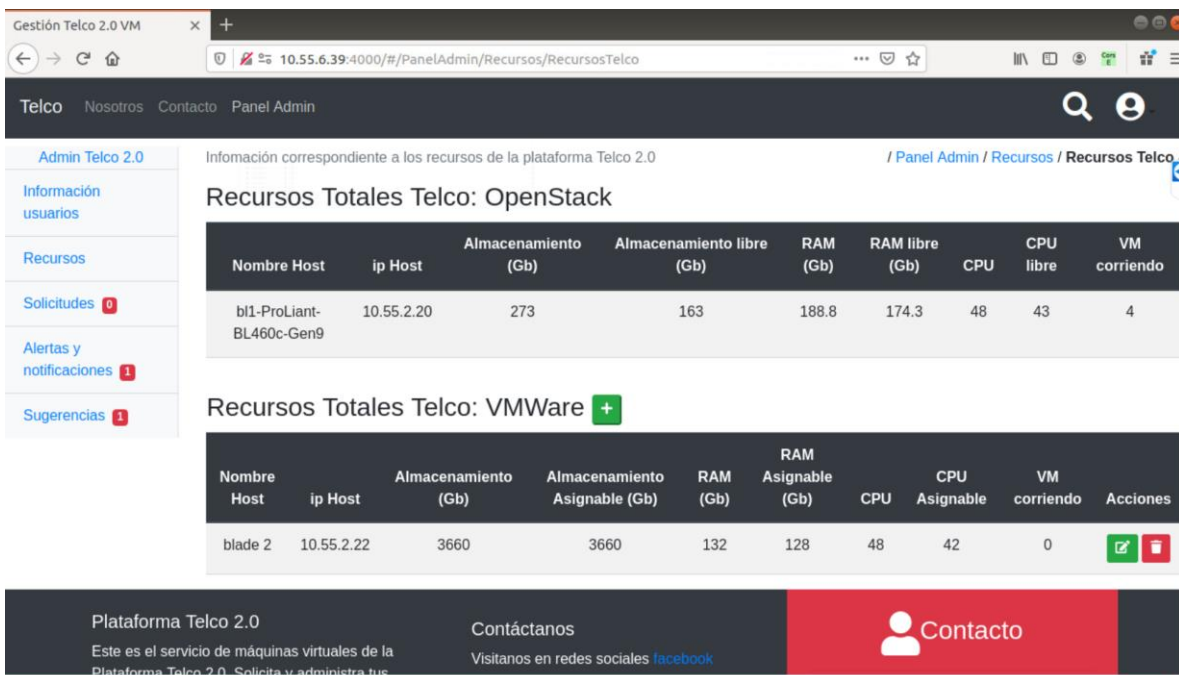 Gestión Telco 2.0 VM
10.55.6.39:4000/#/PanelAdmin/Recursos/RecursosTelco
Telco Nosotros Contacto Panel Admin
Admin Telco 2.0
Información
usuarios
Recursos
Solicitudes 0
Alertas y
notificaciones 1
Sugerencias 1
Infomación correspondiente a los recursos de la plataforma Telco 2.0
/ Panel Admin / Recursos / Recursos Telco
Recursos Totales Telco: OpenStack
Almacenamiento Almacenamiento libre RAM RAM libre CPU VM
Nombre Host ip Host (Gb) (Gb) (Gb) (Gb) CPU libre corriendo
bl1-ProLiant- 10.55.2.20 273 163 188.8 174.3 48 43 4
BL460c-Gen9
Recursos Totales Telco: VMWare +
RAM
Nombre Almacenamiento Almacenamiento RAM Asignable CPU VM
Host ip Host (Gb) Asignable (Gb) (Gb) (Gb) CPU Asignable corriendo Acciones
blade 2 10.55.2.22 3660 3660 132 128 48 42 0
Plataforma Telco 2.0
Este es el servicio de máquinas virtuales de la
Plataforma Telco 2.0. Solicita y administra tus
Contáctanos
Visitanos en redes sociales facebook
Contacto